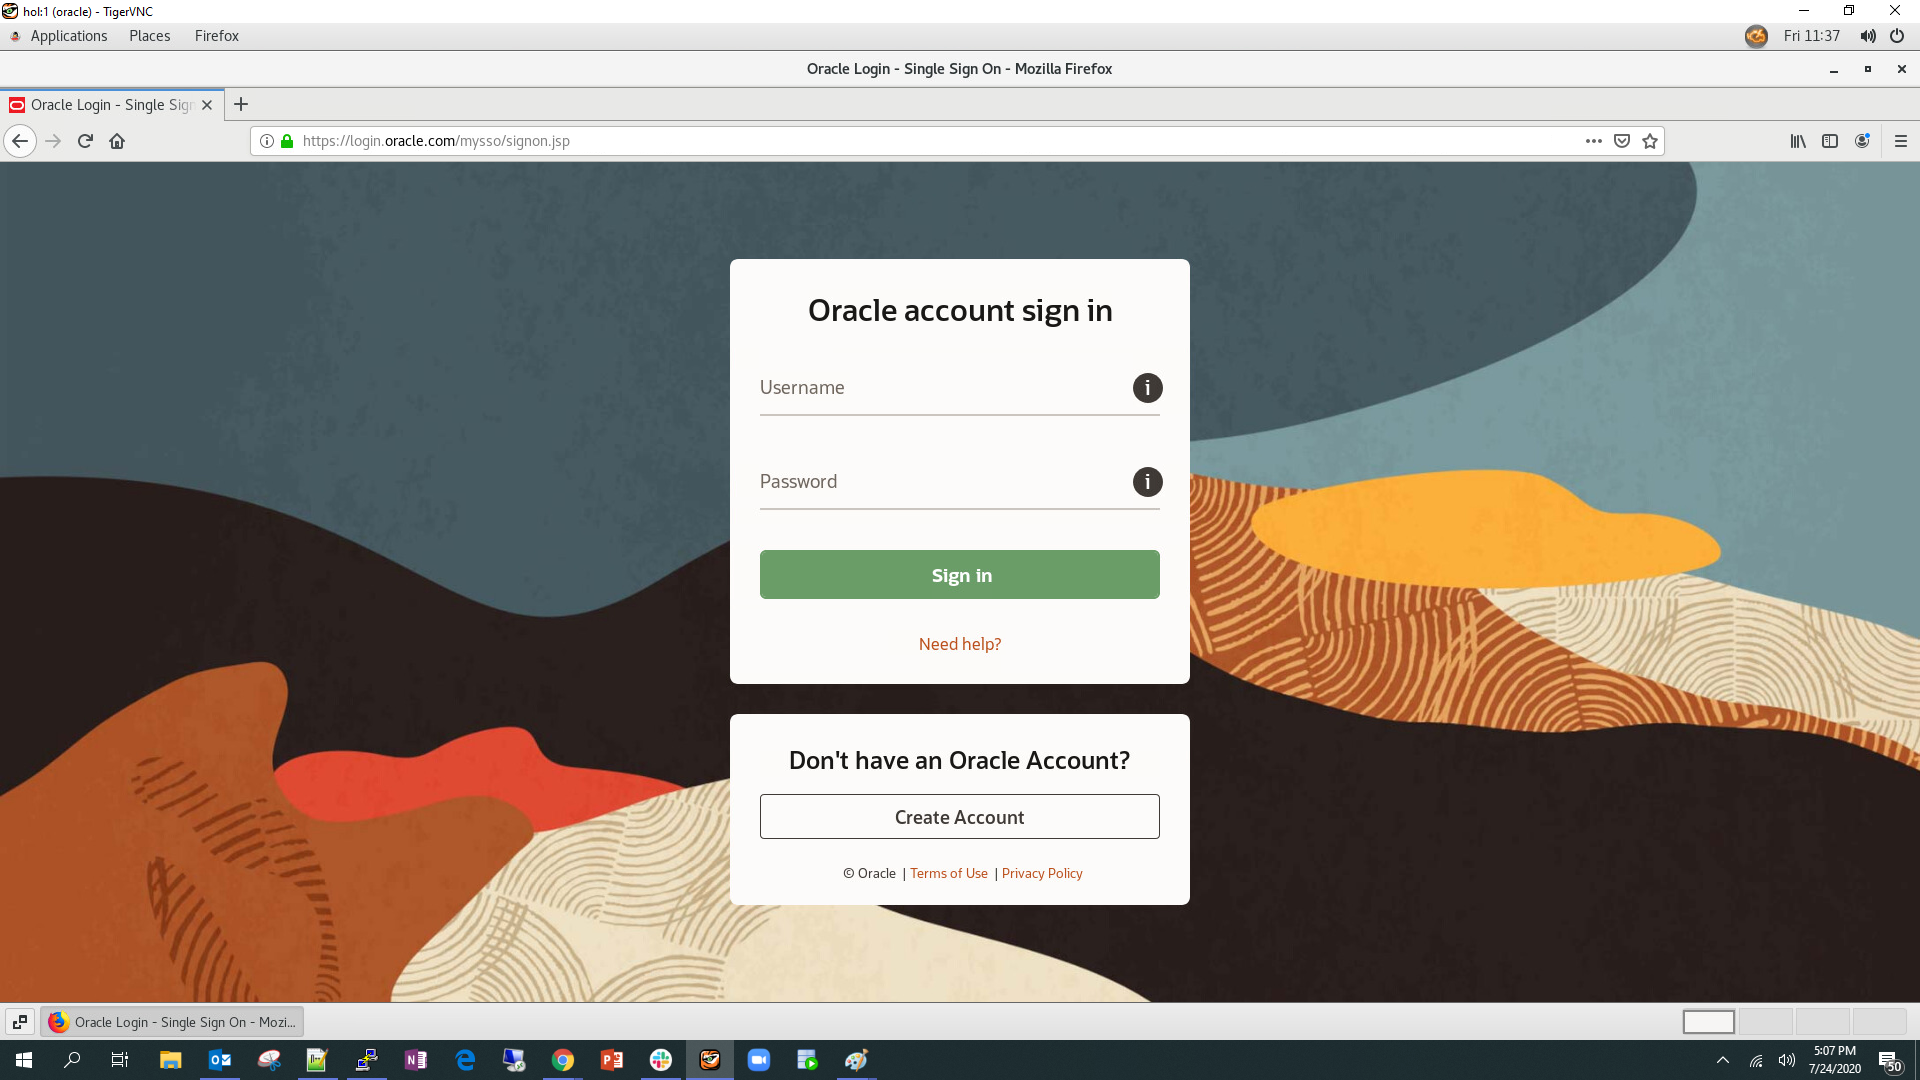 hol:1 (oracle) - TigerVNC
Applications Places Firefox Fri 11:37
Oracle Login - Single Sign On - Mozilla Firefox
Oracle Login - Single Sign
https://login.oracle.com/mysso/signon.jsp
Oracle account sign in
Username
Password
Sign in
Need help?
Don't have an Oracle Account?
Create Account
© Oracle | Terms of Use | Privacy Policy
Oracle Login - Single Sign On - Mozi...
5:07 PM
7/24/2020
50